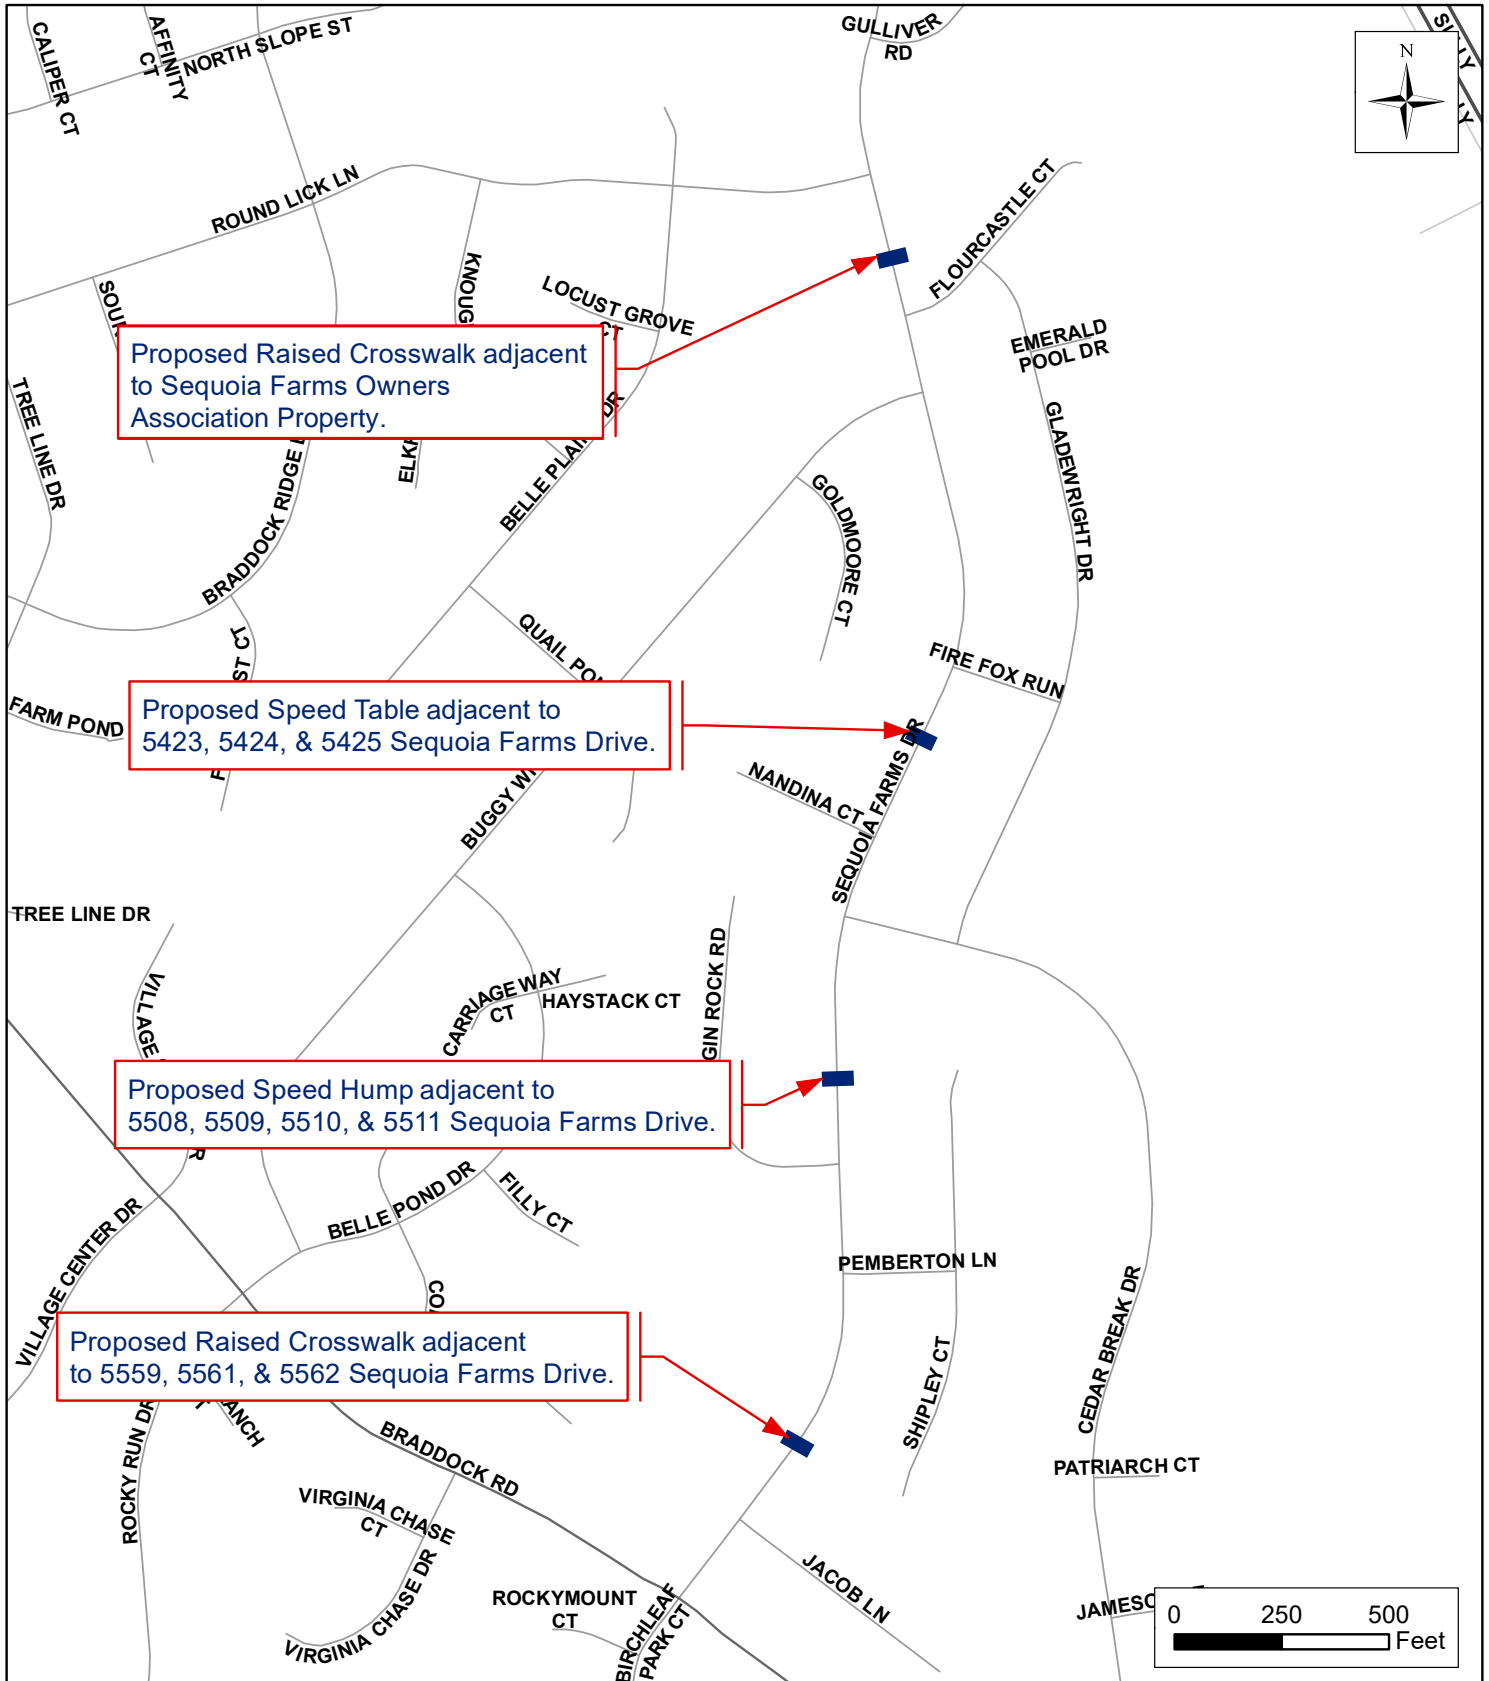 CALIPER CT
AFFINITY
CT
NORTH SLOPE ST
GULLIVER
RD
N
ROUND LICK LN
FLOURCASTLE CT
LOCUST GROVE
CT
EMERALD
POOL DR
Proposed Raised Crosswalk adjacent
to Sequoia Farms Owners
Association Property.
TREE LINE DR
BRADDOCK RIDGE
BELLE PLAIN DR
GOLDMOORE CT
GLADEWRIGHT DR
QUAIL
FIRE FOX RUN
FARM POND
ST CT
Proposed Speed Table adjacent to
5423, 5424, & 5425 Sequoia Farms Drive.
NANDINA CT
SEQUOIA FARMS DR
BUGGY
TREE LINE DR
VILLAGE
CARRIAGE WAY
CT
HAYSTACK CT
GIN ROCK RD
Proposed Speed Hump adjacent to
5508, 5509, 5510, & 5511 Sequoia Farms Drive.
BELLE POND DR
FILLY CT
VILLAGE CENTER DR
PEMBERTON LN
Proposed Raised Crosswalk adjacent
to 5559, 5561, & 5562 Sequoia Farms Drive.
CEDAR BREAK DR
SHIPLEY CT
ROCKY RUN DR
BRADDOCK RD
PATRIARCH CT
VIRGINIA CHASE
CT
VIRGINIA CHASE DR
ROCKYMOUNT
CT
BIRCHLEAF
PARK CT
JACOB LN
0 250 500
Feet